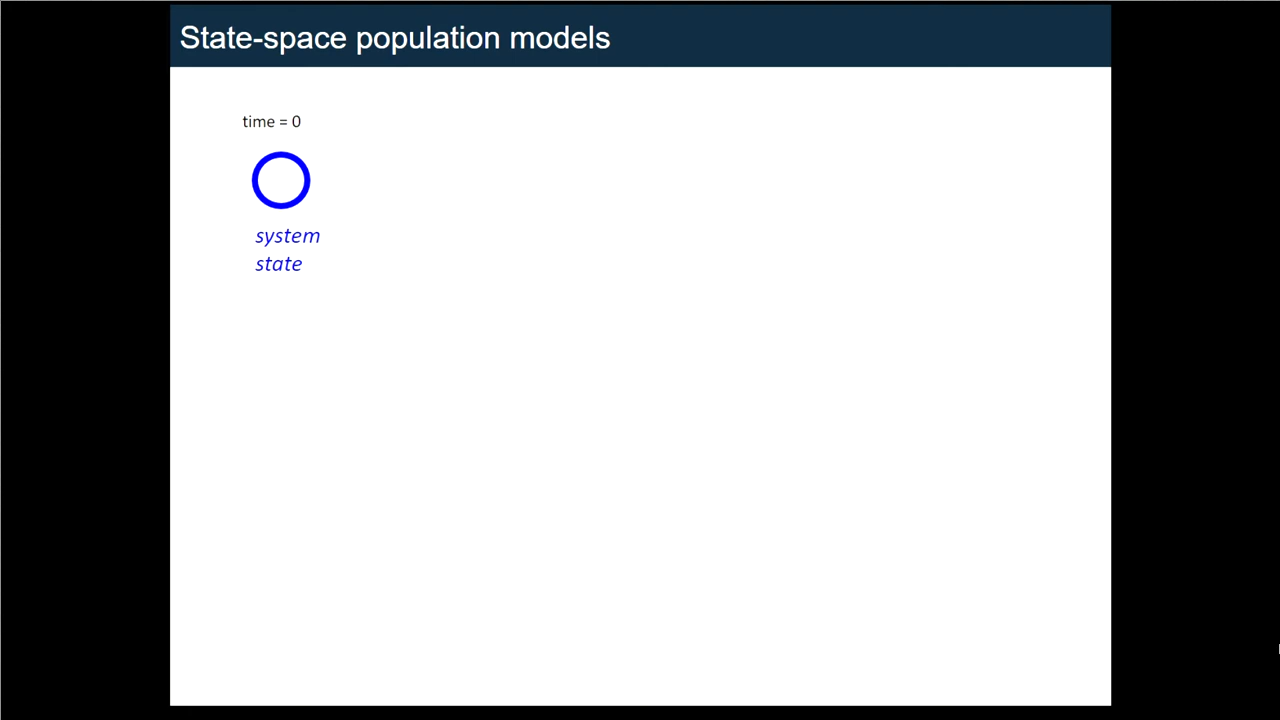 State-space population models
time = 0
system
state